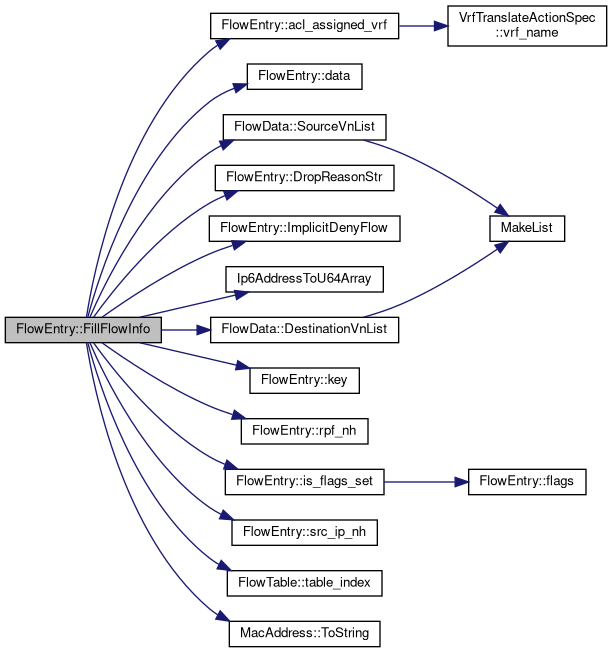 FlowEntry::FillFlowInfo
FlowEntry::acl_assigned_vrf
VrfTranslateActionSpec
::vrf_name
FlowEntry::data
FlowData::SourceVnList
MakeList
FlowEntry::DropReasonStr
FlowEntry::ImplicitDenyFlow
Ip6AddressToU64Array
FlowData::DestinationVnList
FlowEntry::key
FlowEntry::rpf_nh
FlowEntry::is_flags_set
FlowEntry::flags
FlowEntry::src_ip_nh
FlowTable::table_index
MacAddress::ToString